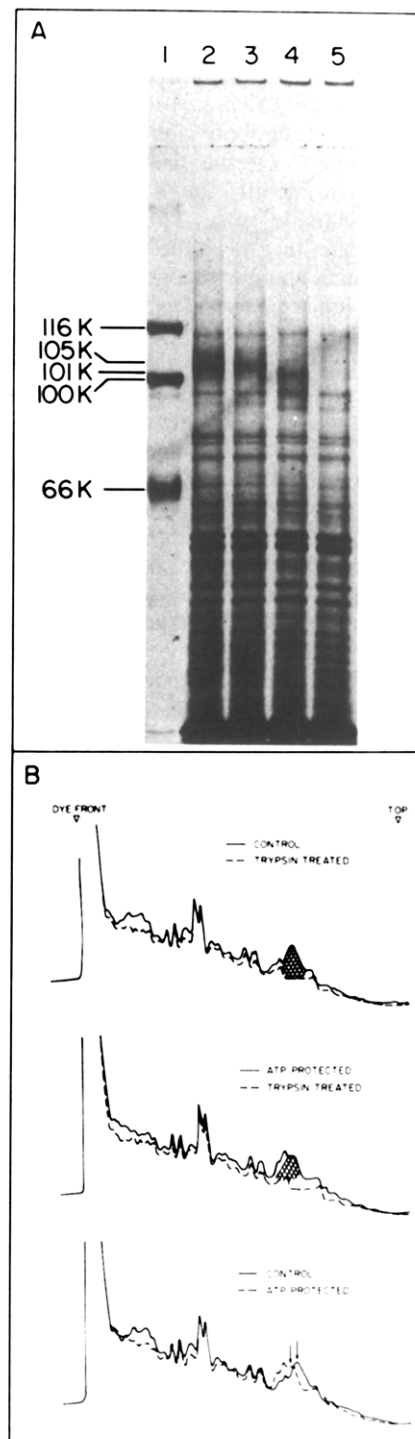 A
1 2 3 4 5
116K
105K
101K
100K
66K
B
DYE FRONT
TOP
CONTROL
TRYPSIN TREATED
ATP PROTECTED
TRYPSIN TREATED
CONTROL
ATP PROTECTED